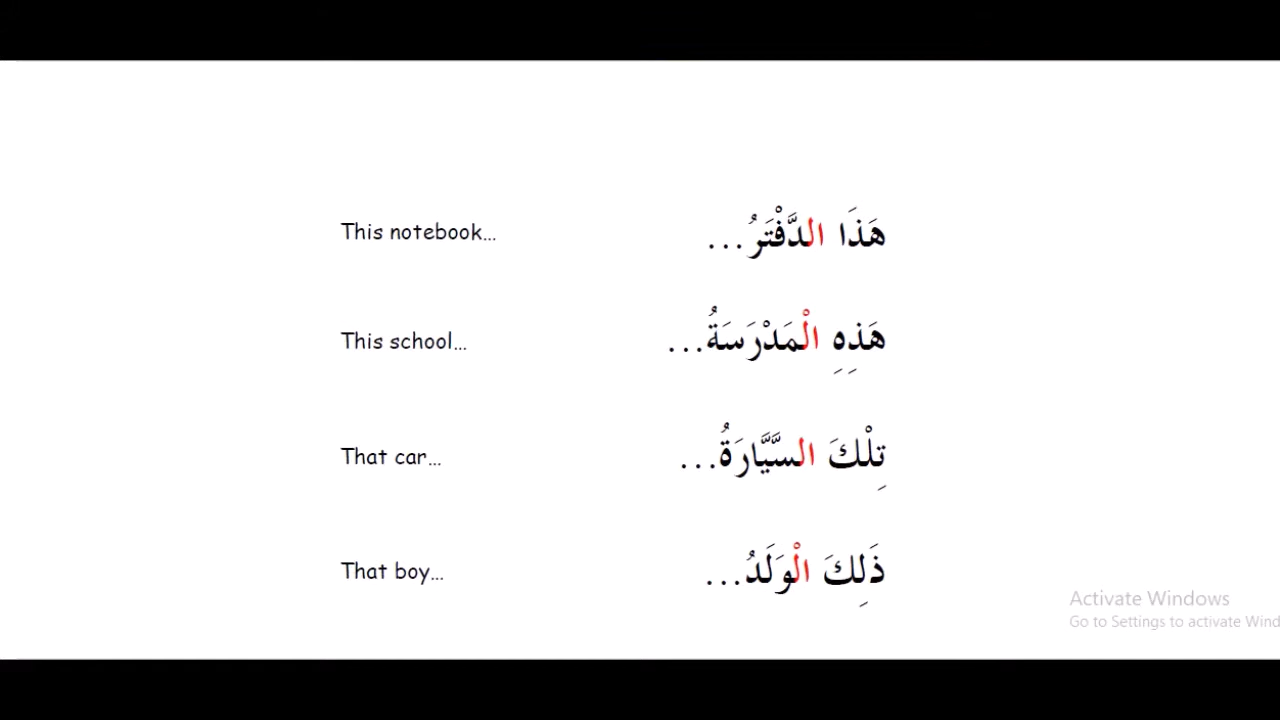 This notebook... هَذَا الدَّفْتَرُ...
This school... هَذِهِ الْمَدْرَسَةُ...
That car... تِلْكَ السَّيَّارَةُ...
That boy... ذَلِكَ الْوَلَدُ...
Activate Windows
Go to Settings to activate Wind